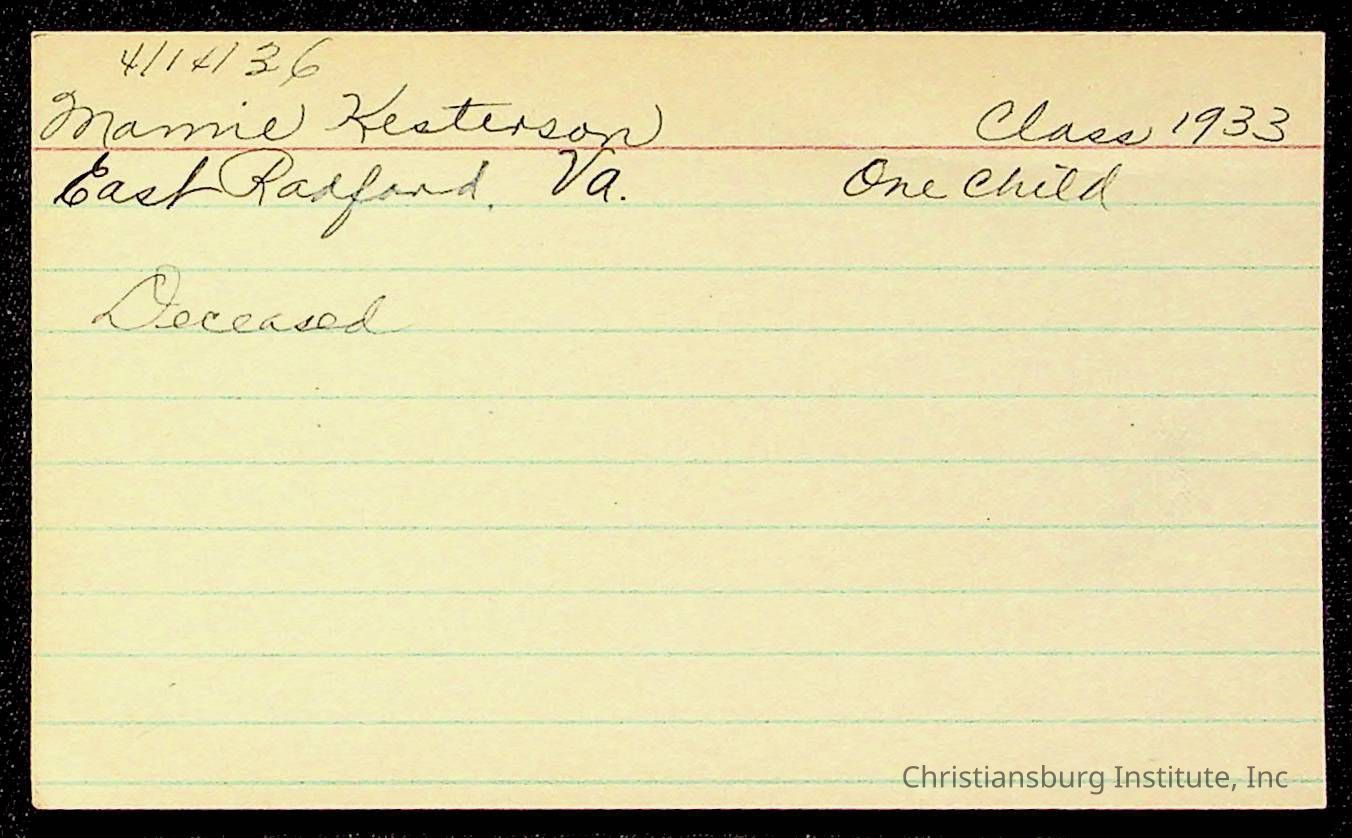 4/14/36
Mamie Kesterson Class 1933
East Radford, Va. One Child
Deceased
Christiansburg Institute, Inc